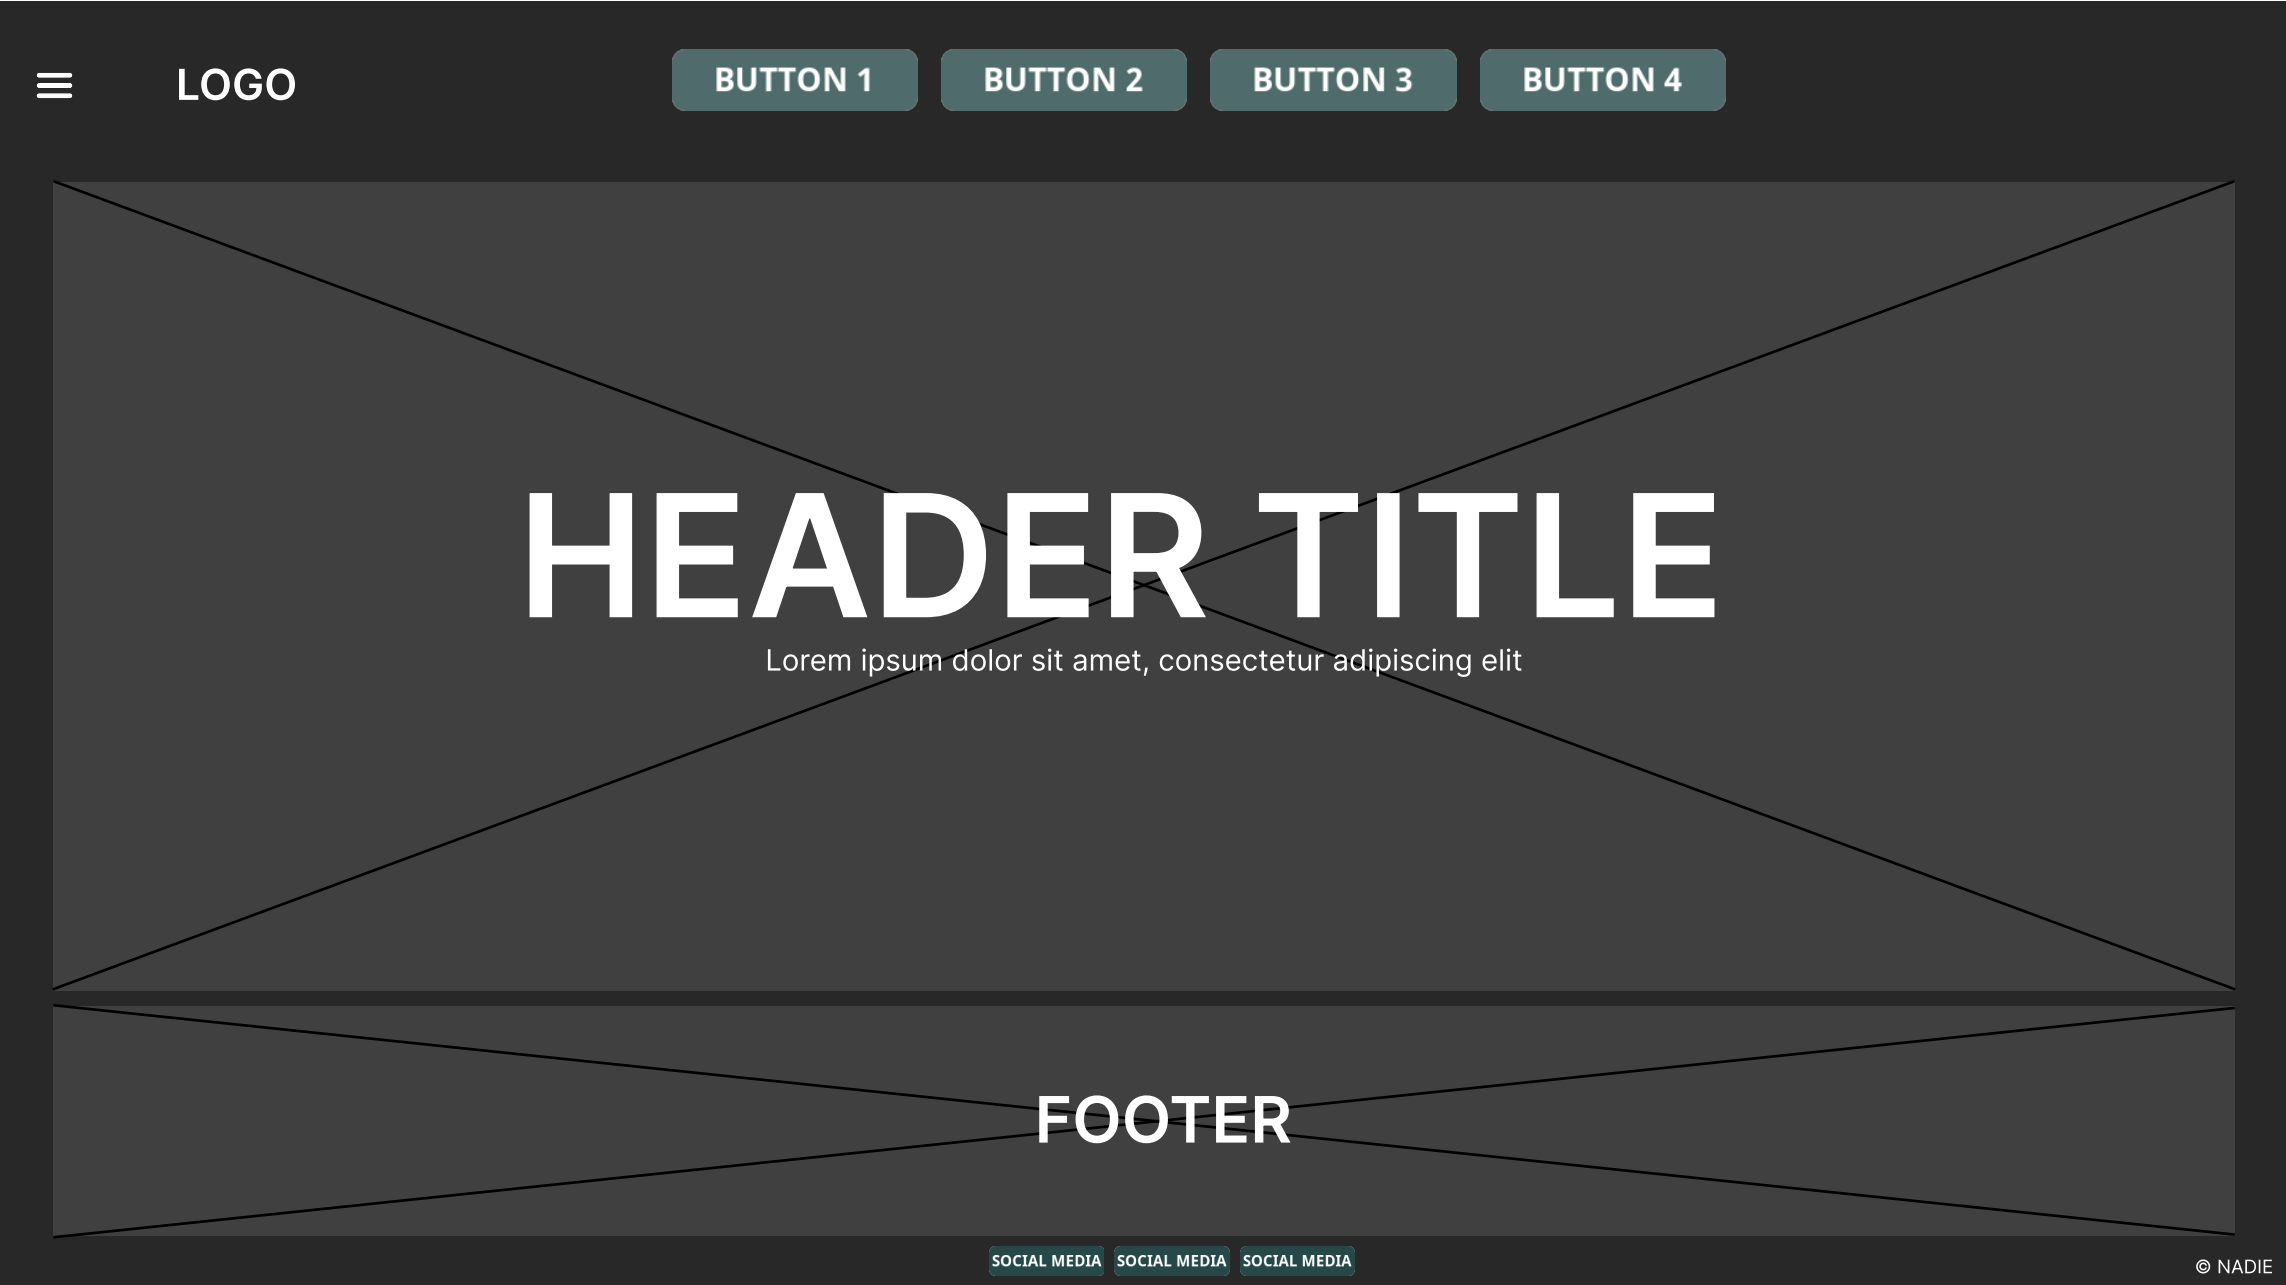 LOGO
BUTTON 1
BUTTON 2
BUTTON 3
BUTTON 4
HEADER TITLE
Lorem ipsum dolor sit amet, consectetur adipiscing elit
FOOTER
SOCIAL MEDIA
SOCIAL MEDIA
SOCIAL MEDIA
© NADIE